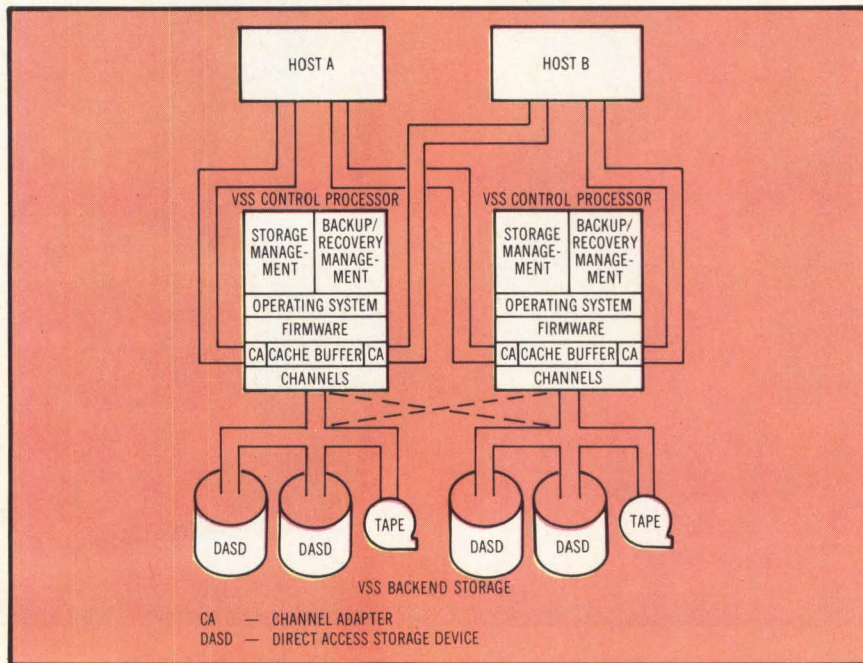 HOST A
HOST B
VSS CONTROL PROCESSOR
STORAGE
MANAGE-
MENT
BACKUP/
RECOVERY
MANAGE-
MENT
OPERATING SYSTEM
FIRMWARE
CA CACHE BUFFER CA
CHANNELS
VSS CONTROL PROCESSOR
STORAGE
MANAGE-
MENT
BACKUP/
RECOVERY
MANAGE-
MENT
OPERATING SYSTEM
FIRMWARE
CA CACHE BUFFER CA
CHANNELS
DASD
DASD
TAPE
DASD
DASD
TAPE
VSS BACKEND STORAGE
CA — CHANNEL ADAPTER
DASD — DIRECT ACCESS STORAGE DEVICE